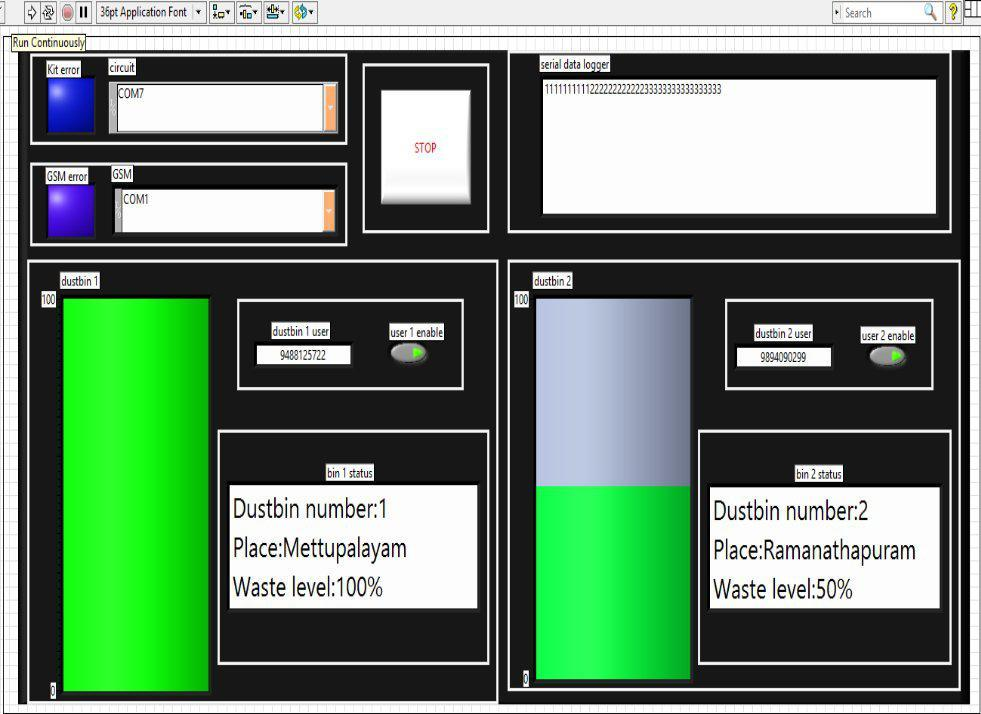 36pt Application Font
Search
?
Run Continuously
Kit error
circuit
COM7
STOP
serial data logger
GSM error
GSM
COM1
dustbin 1
100
0
dustbin 1 user
9488125722
user 1 enable
bin 1 status
Dustbin number:1
Place:Mettupalayam
Waste level:100%
dustbin 2
100
0
dustbin 2 user
9894090299
user 2 enable
bin 2 status
Dustbin number:2
Place:Ramanathapuram
Waste level:50%